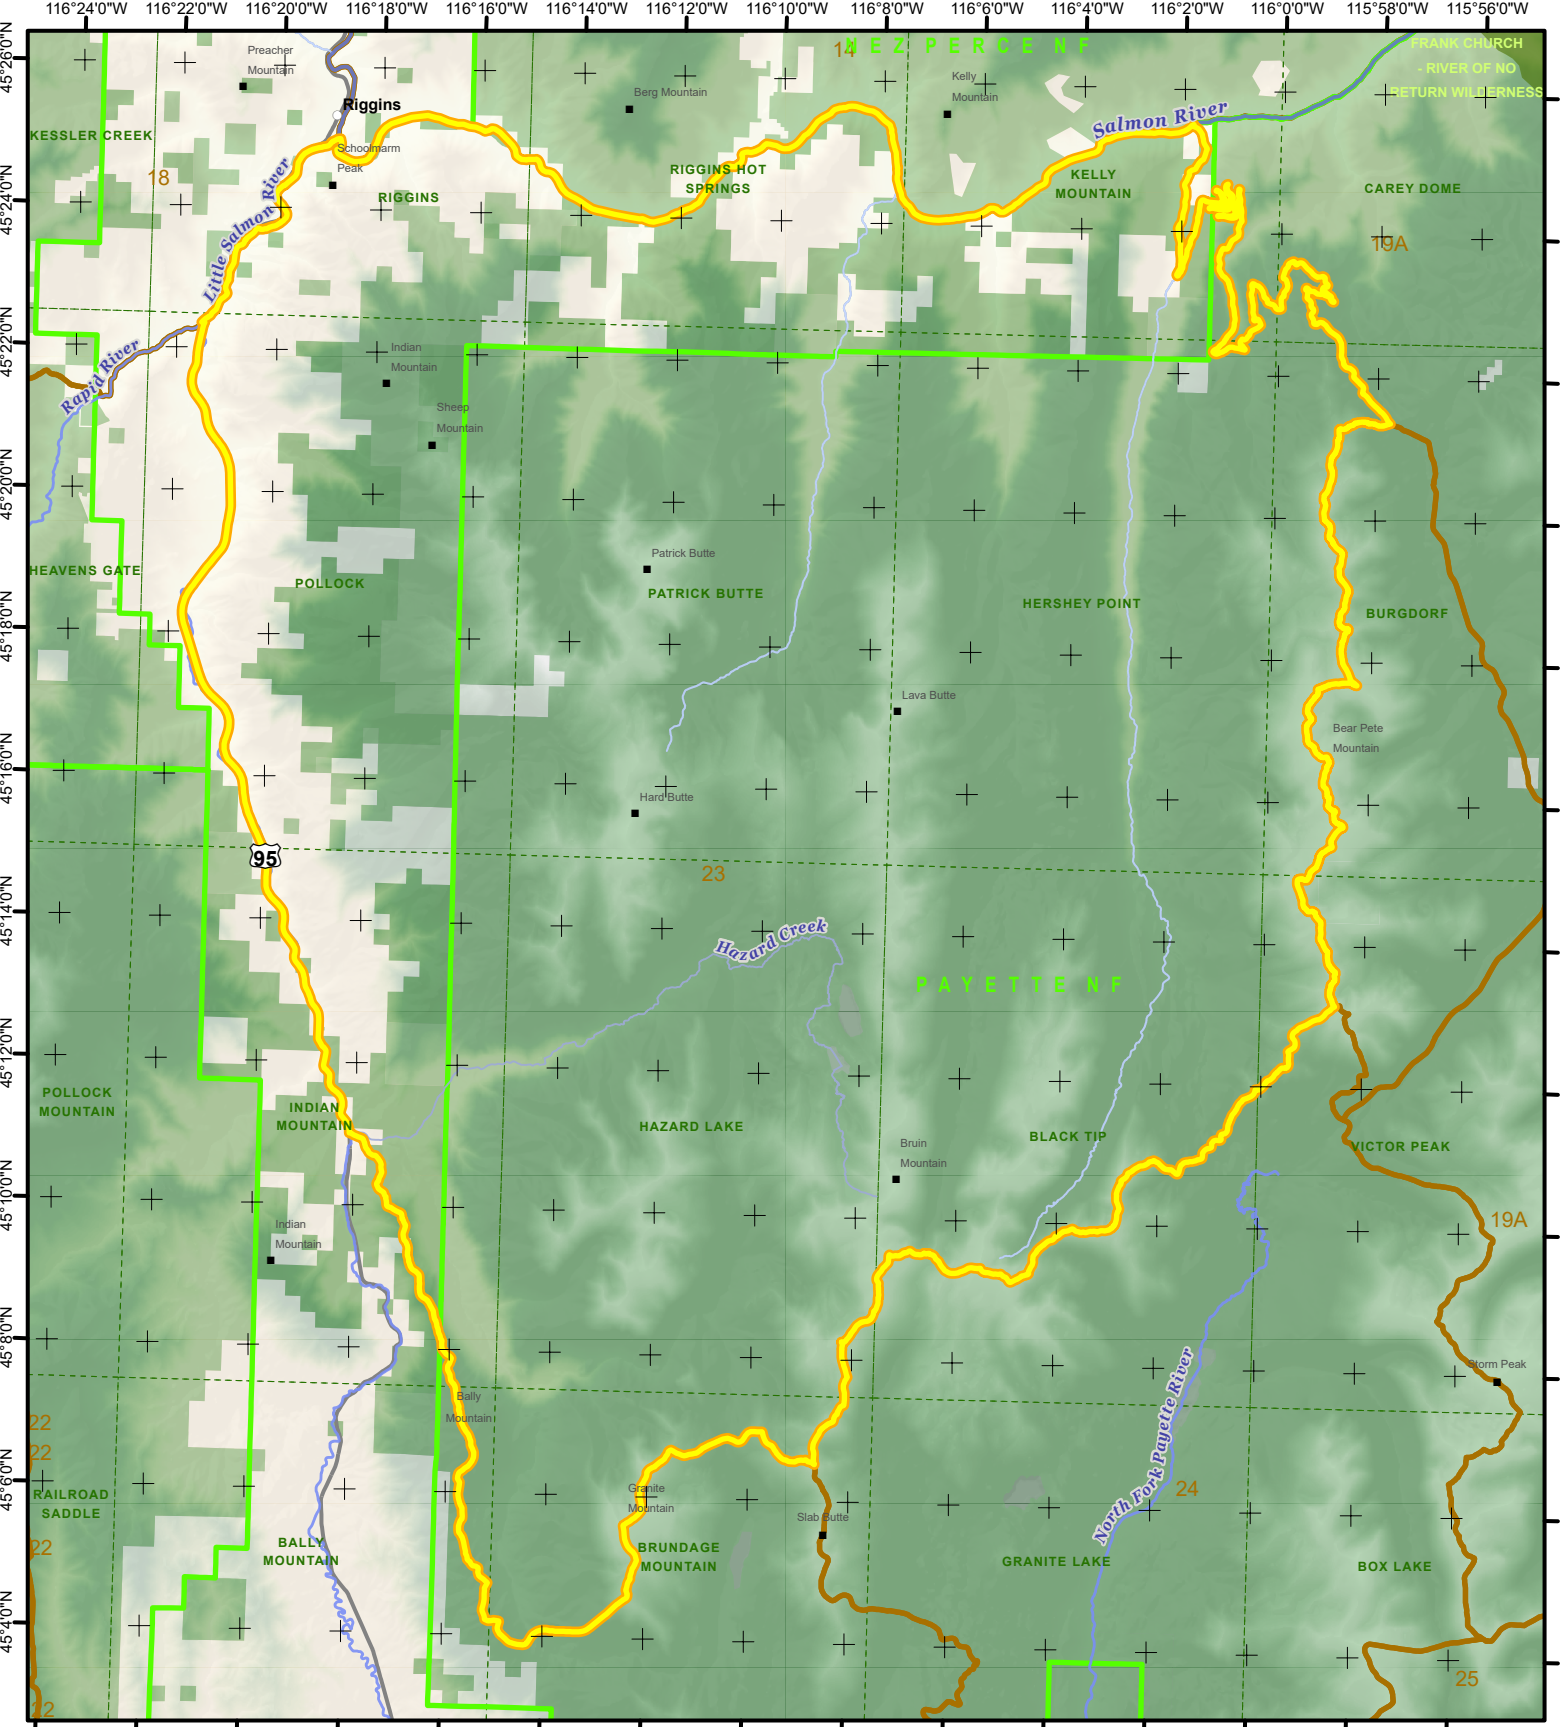 116°24'0"W 116°22'0"W 116°20'0"W 116°18'0"W 116°16'0"W 116°14'0"W 116°12'0"W 116°10'0"W 116°8'0"W 116°6'0"W 116°4'0"W 116°2'0"W 116°0'0"W 115°58'0"W 115°56'0"W
45°26'0"N
45°24'0"N
45°22'0"N
45°20'0"N
45°18'0"N
45°16'0"N
45°14'0"N
45°12'0"N
45°10'0"N
45°8'0"N
45°6'0"N
45°4'0"N
NEZ PERCE NF
14
FRANK CHURCH
- RIVER OF NO
RETURN WILDERNESS
Preacher
Mountain
Riggins
Berg Mountain
Kelly
Mountain
Salmon River
KESSLER CREEK
Schoolmarm
Peak
18
RIGGINS
RIGGINS HOT
SPRINGS
KELLY
MOUNTAIN
CAREY DOME
19A
Little Salmon River
Rapid River
Indian
Mountain
Sheep
Mountain
HEAVENS GATE
POLLOCK
Patrick Butte
PATRICK BUTTE
HERSHEY POINT
BURGDORF
Lava Butte
Bear Pete
Mountain
Hard Butte
95
23
Hazard Creek
PAYETTE NF
POLLOCK
MOUNTAIN
INDIAN
MOUNTAIN
HAZARD LAKE
BLACK TIP
VICTOR PEAK
Bruin
Mountain
Indian
Mountain
19A
Storm Peak
Bally
Mountain
North Fork Payette River
22
22
RAILROAD
SADDLE
Granite
Mountain
24
Slab Butte
22
BALLY
MOUNTAIN
BRUNDAGE
MOUNTAIN
GRANITE LAKE
BOX LAKE
25
22